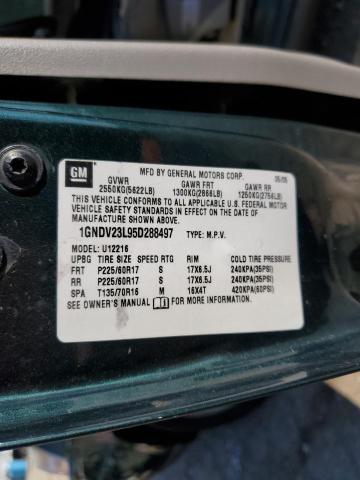 GM MFD BY GENERAL MOTORS CORP. 05/05
GVWR GAWR FRT GAWR RR
2550KG(5622LB) 1300KG(2866LB) 1250KG(2756LB)
THIS VEHICLE CONFORMS TO ALL APPLICABLE U.S. FEDERAL MOTOR
VEHICLE SAFETY STANDARDS IN EFFECT ON THE DATE OF
MANUFACTURE SHOWN ABOVE.
1GNDV23L95D288497 TYPE: M.P.V.
MODEL: U12216
UPBG TIRE SIZE SPEED RTG RIM COLD TIRE PRESSURE
FRT P225/60R17 S 17X6.5J 240KPA(35PSI)
RR P225/60R17 S 17X6.5J 240KPA(35PSI)
SPA T135/70R16 M 16X4T 420KPA(60PSI)
SEE OWNER'S MANUAL FOR MORE INFORMATION.